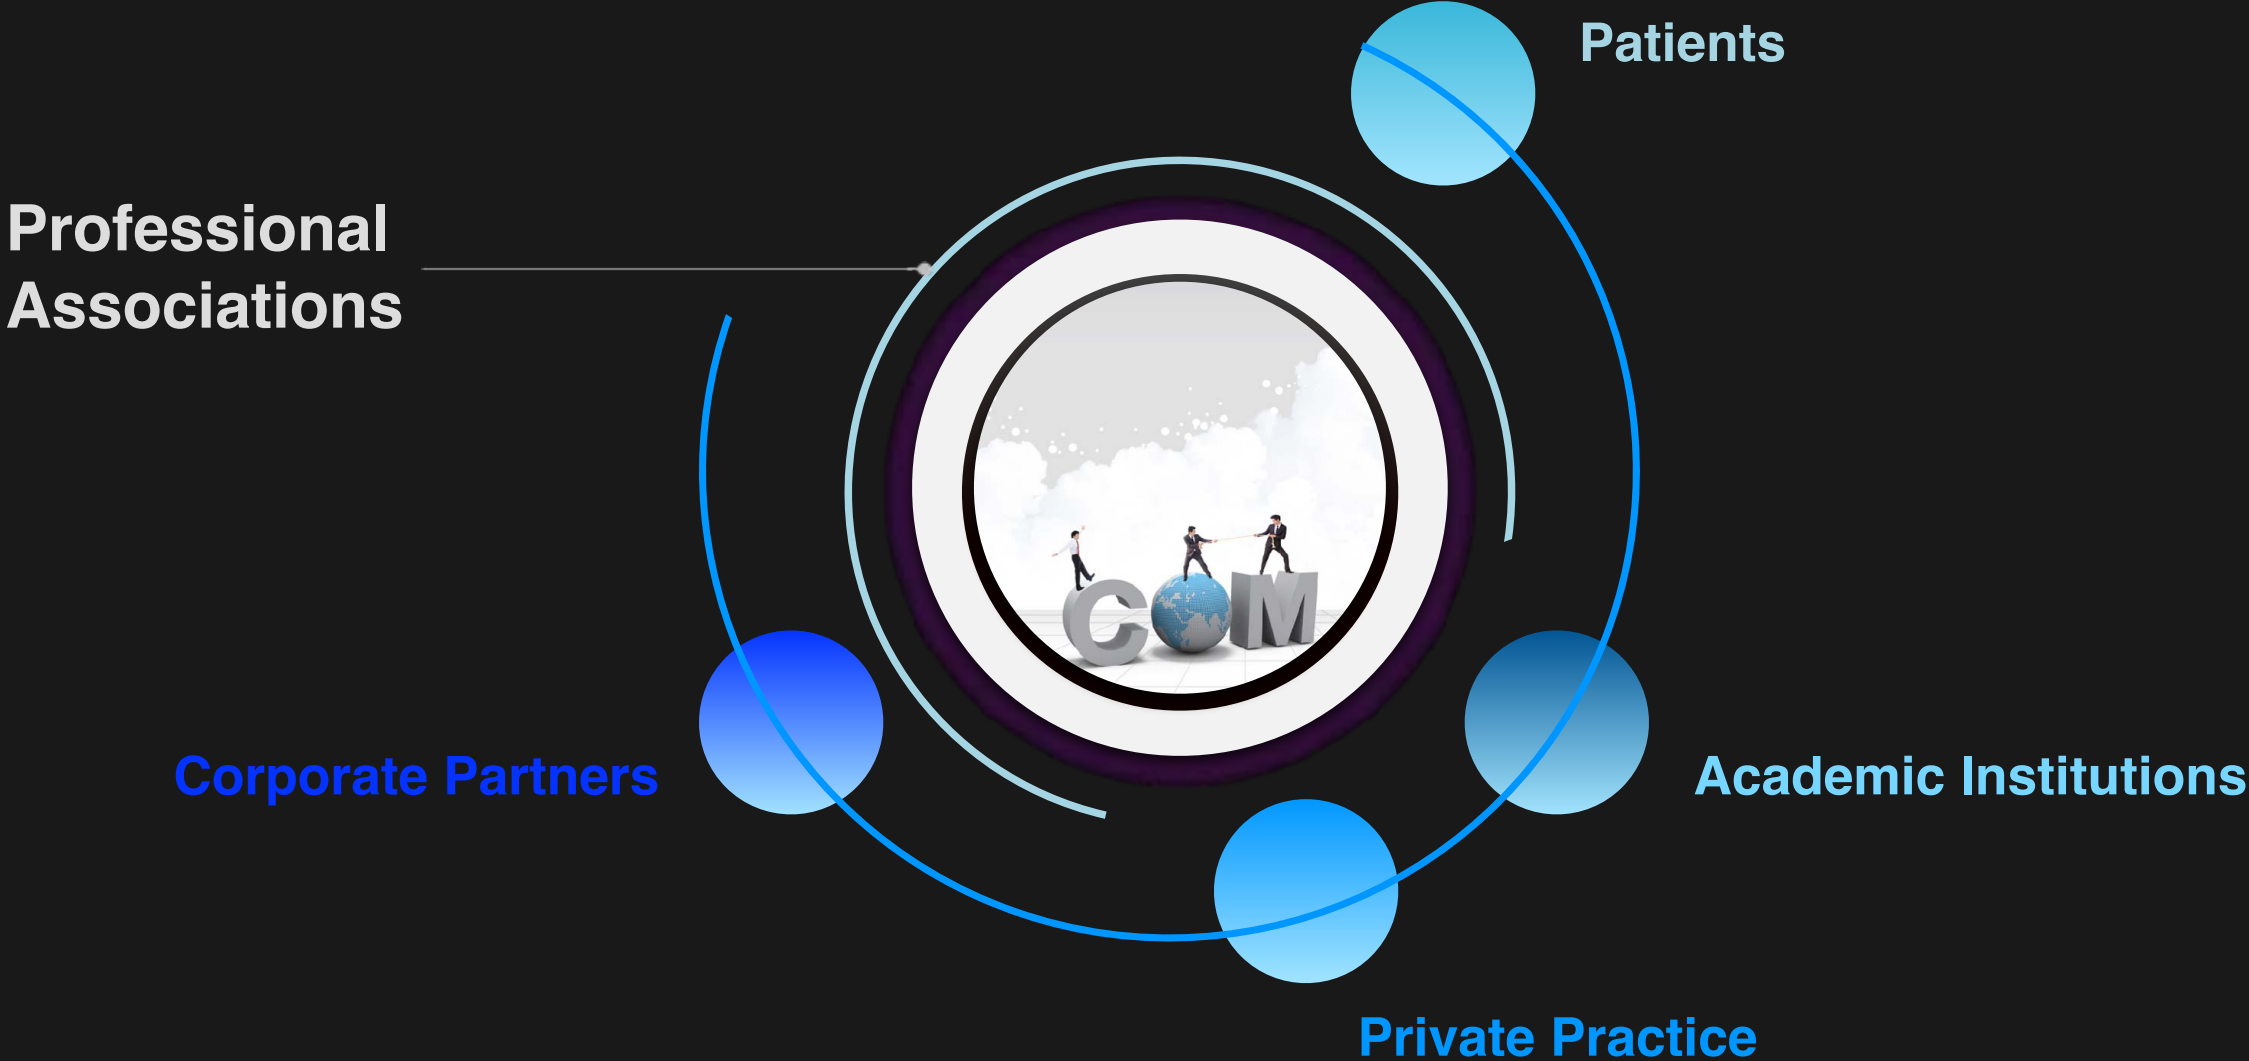 Patients
Professional
Associations
COM
Corporate Partners
Academic Institutions
Private Practice